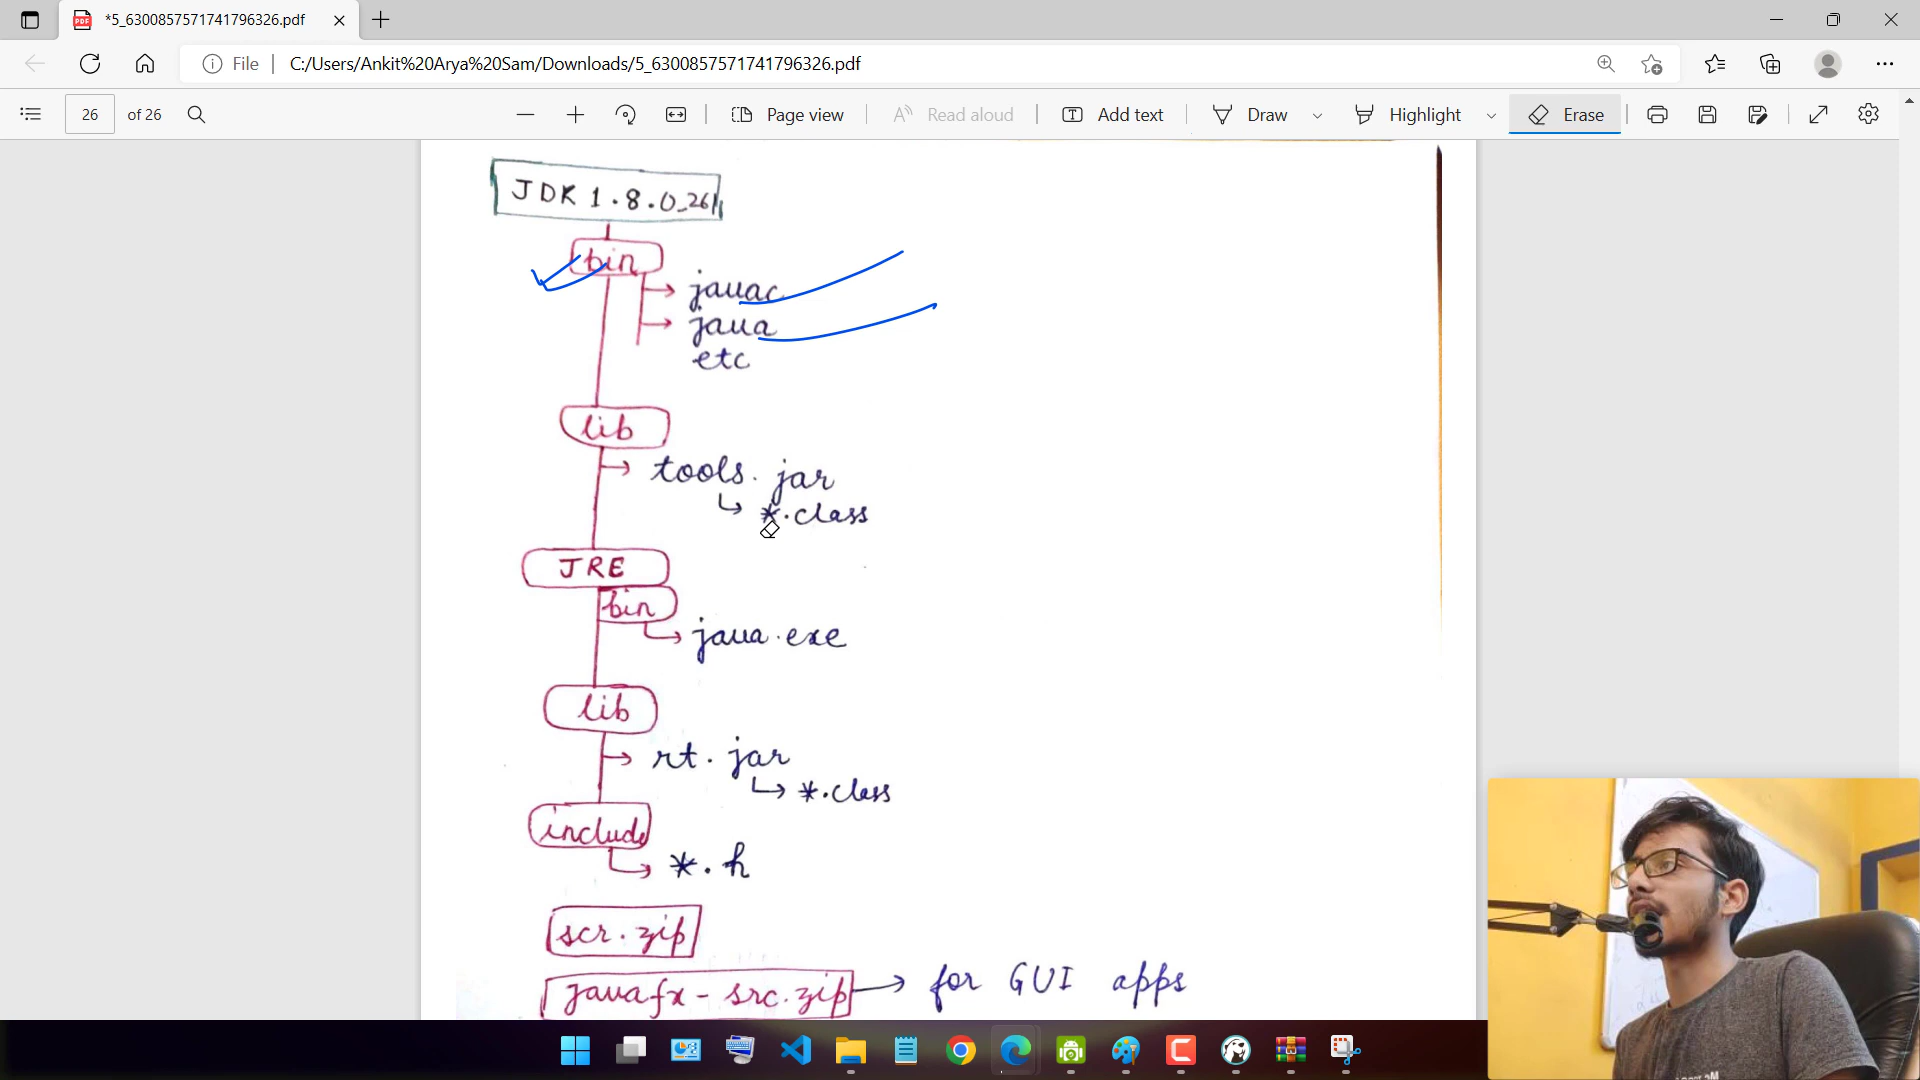 *5_6300857571741796326.pdf
File
C:/Users/Ankit%20Arya%20Sam/Downloads/5_6300857571741796326.pdf
26 of 26
Page view
Read aloud
Add text
Draw
Highlight
Erase
JDK 1.8.0_261
bin
javac
java
etc
lib
tools.jar
*.class
JRE
bin
java.exe
lib
rt.jar
*.class
include
*.h
scr.zip
javafx-src.zip → for GUI apps